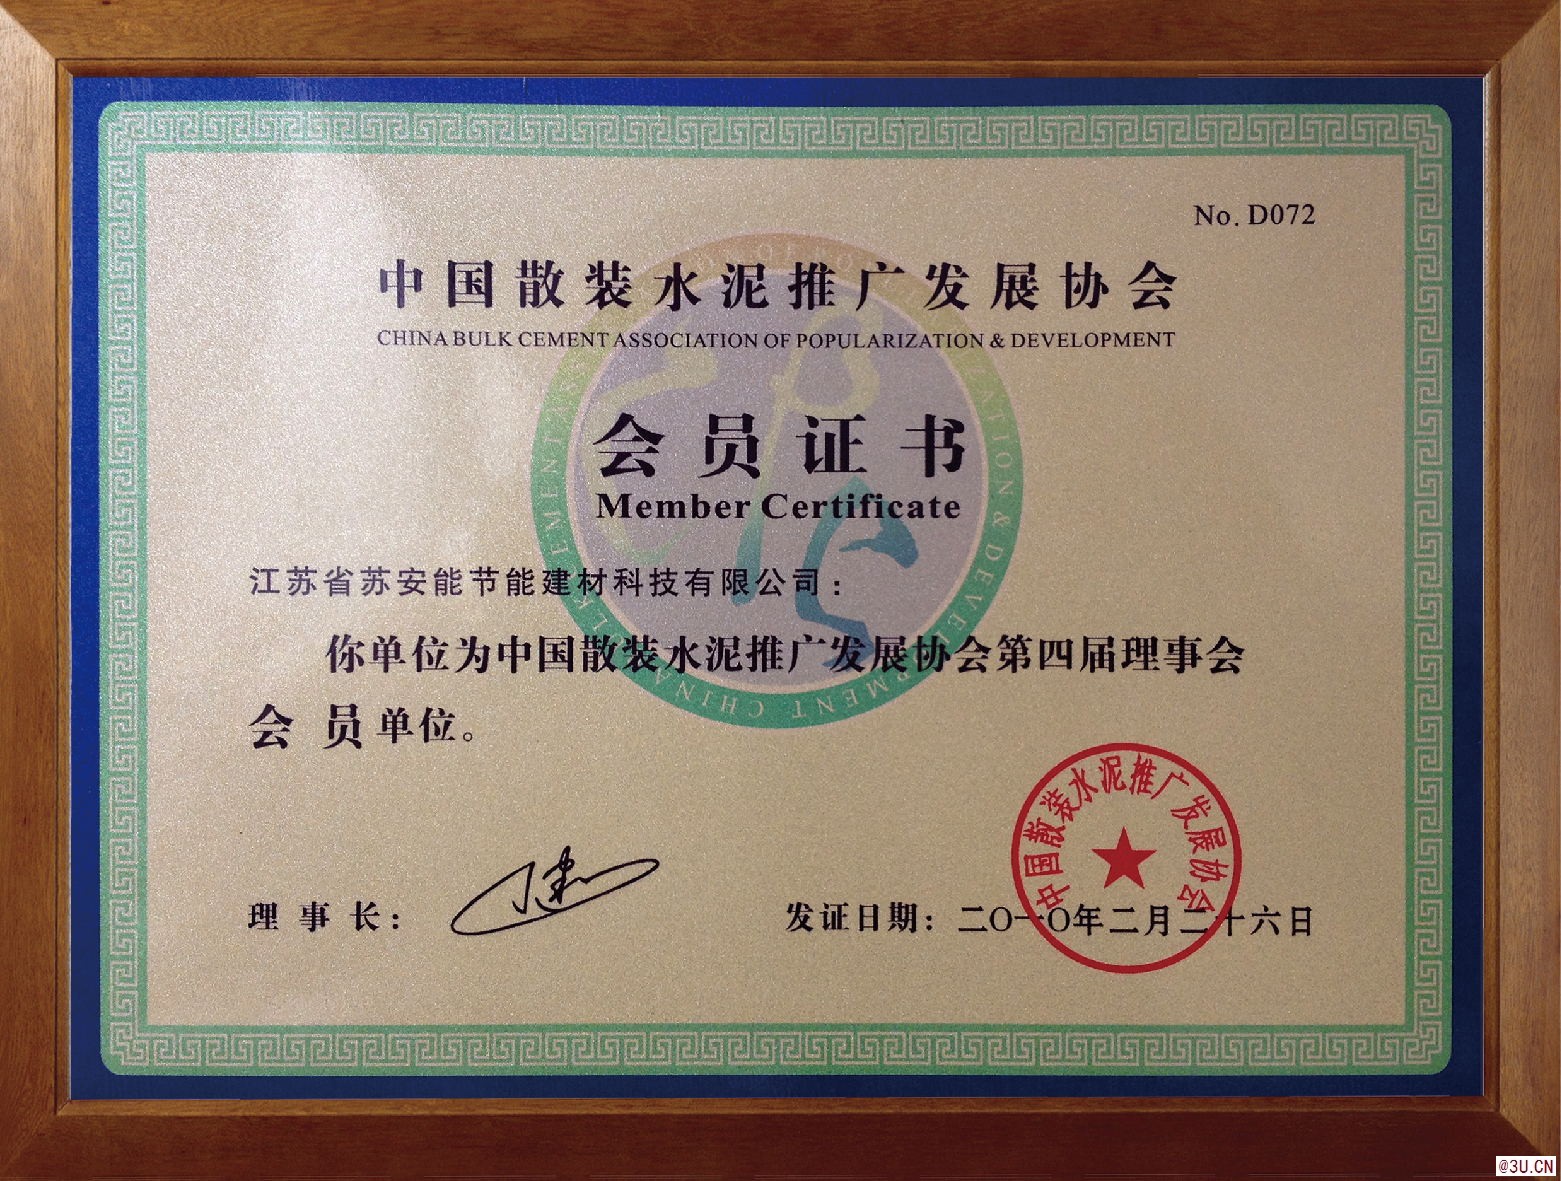 No. D072
中国散装水泥推广发展协会
CHINA BULK CEMENT ASSOCIATION OF POPULARIZATION & DEVELOPMENT
会员证书
Member Certificate
江苏省苏安能节能建材科技有限公司：
你单位为中国散装水泥推广发展协会第四届理事会
会员单位。
中国散装水泥推广发展协会
理事长：
发证日期：二〇一〇年二月二十六日
@3U.CN